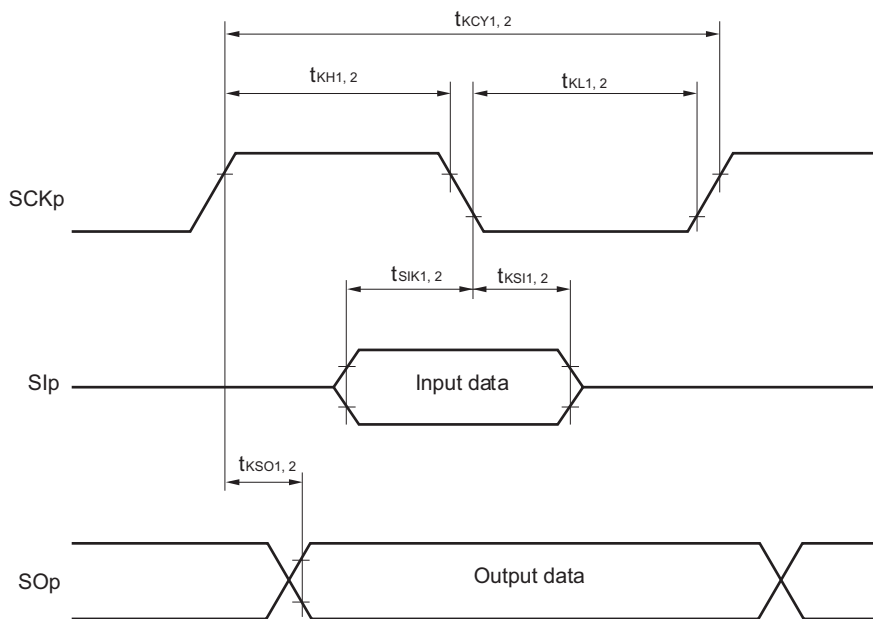 tKCY1, 2
tKH1, 2
tKL1, 2
SCKp
tSIK1, 2
tKSI1, 2
SIp
Input data
tKSO1, 2
SOp
Output data